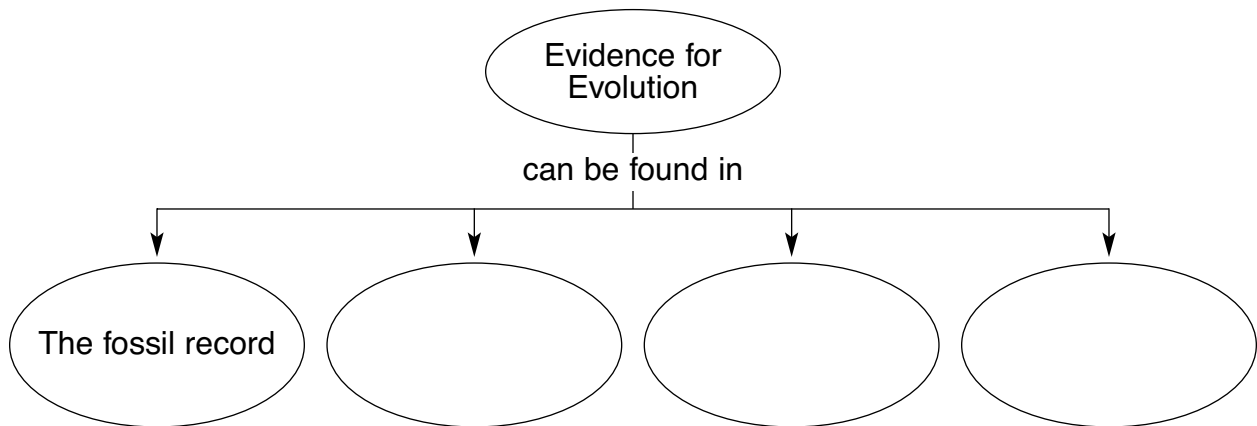 Evidence for
Evolution
can be found in
The fossil record